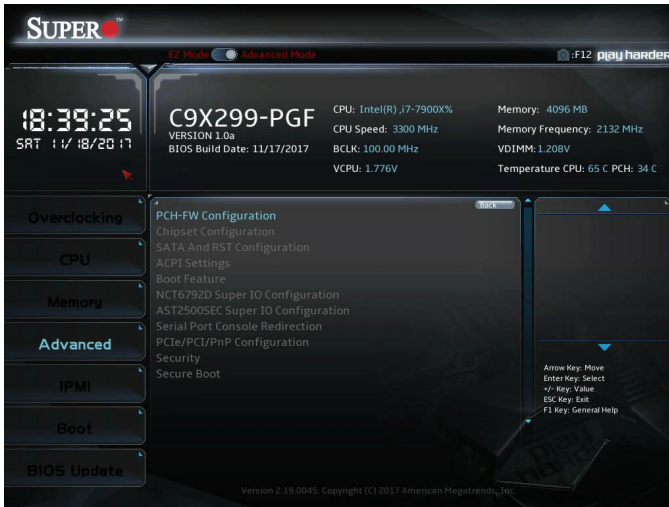 SUPER
™
EZ Mode Advanced Mode
:F12 play harder
18:39:25
SAT 11/18/2017
C9X299-PGF
VERSION 1.0a
BIOS Build Date: 11/17/2017
CPU: Intel(R) ,i7-7900X%
CPU Speed: 3300 MHz
BCLK: 100.00 MHz
VCPU: 1.776V
Memory: 4096 MB
Memory Frequency: 2132 MHz
VDIMM: 1.208V
Temperature CPU: 65 C PCH: 34 C
Overclocking
CPU
Memory
Advanced
IPMI
Boot
BIOS Update
Back
PCH-FW Configuration
Chipset Configuration
SATA And RST Configuration
ACPI Settings
Boot Feature
NCT6792D Super IO Configuration
AST2500SEC Super IO Configuration
Serial Port Console Redirection
PCIe/PCI/PnP Configuration
Security
Secure Boot
Arrow Key: Move
Enter Key: Select
+/- Key: Value
ESC Key: Exit
F1 Key: General Help
play
hard
Version 2.19.0045. Copyright (C) 2017 American Megatrends, Inc.